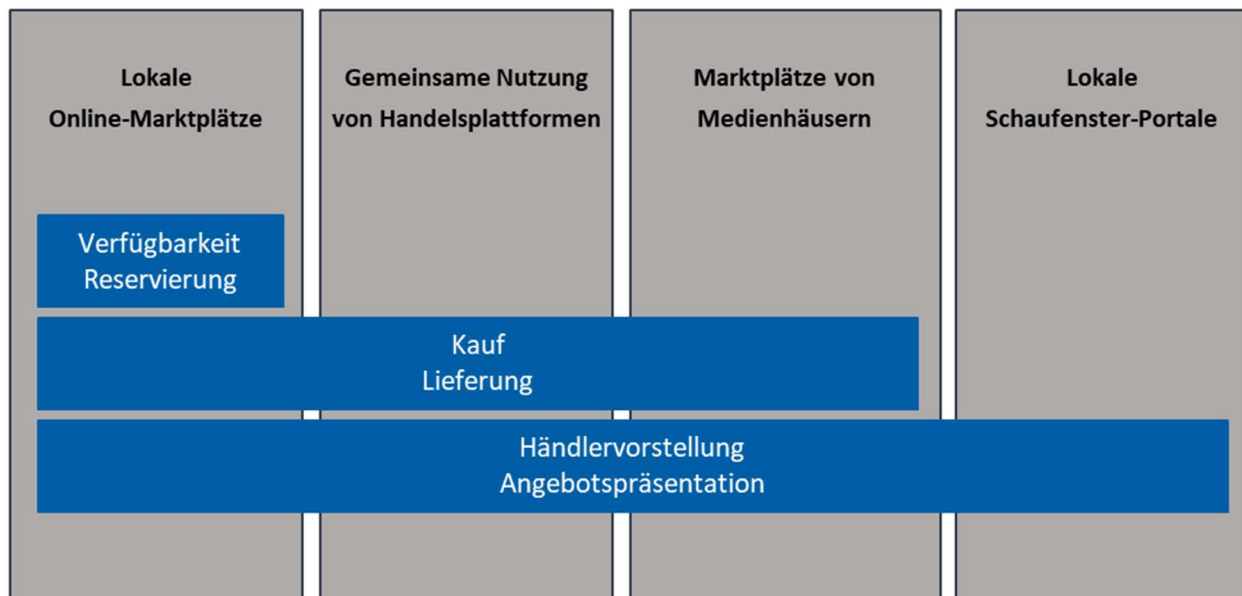 Lokale
Online-Marktplätze
Gemeinsame Nutzung
von Handelsplattformen
Marktplätze von
Medienhäusern
Lokale
Schaufenster-Portale
Verfügbarkeit
Reservierung
Kauf
Lieferung
Händlervorstellung
Angebotspräsentation